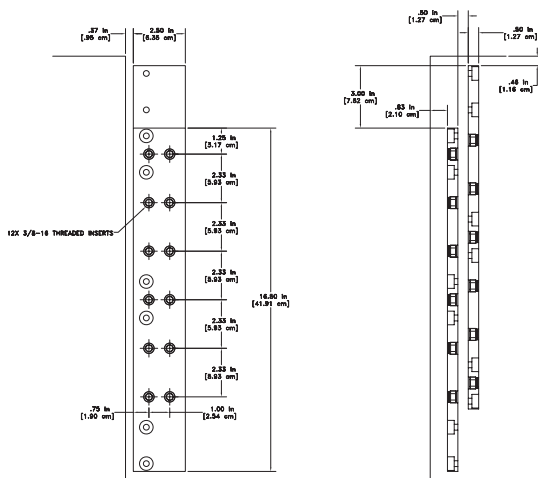 .37 in
[.95 cm]
2.50 in
[6.35 cm]
.50 in
[1.27 cm]
.50 in
[1.27 cm]
3.00 in
[7.62 cm]
.46 in
[1.16 cm]
.83 in
[2.10 cm]
1.25 in
[3.17 cm]
2.33 in
[5.93 cm]
12X 3/8-16 THREADED INSERTS
2.33 in
[5.93 cm]
2.33 in
[5.93 cm]
16.50 in
[41.91 cm]
2.33 in
[5.93 cm]
2.33 in
[5.93 cm]
.75 in
[1.90 cm]
1.00 in
[2.54 cm]